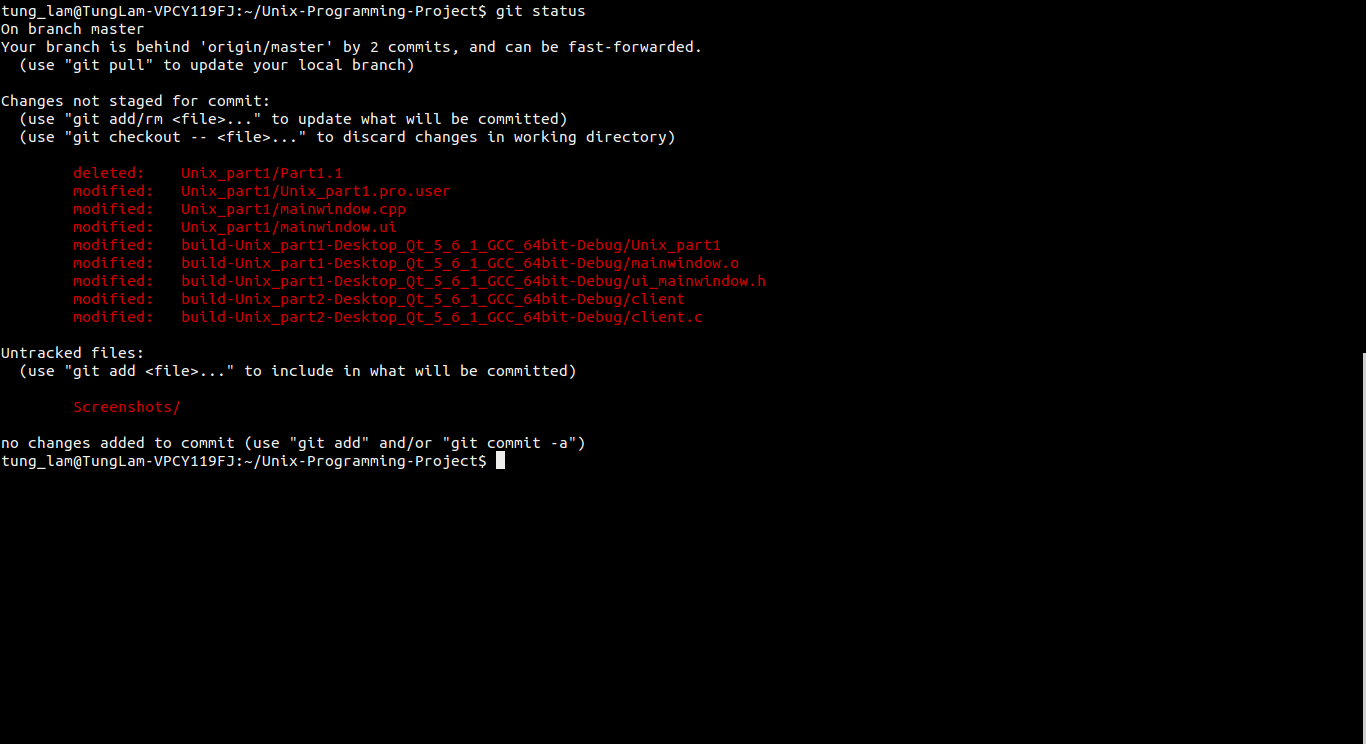 tung_lam@TungLam-VPCY119FJ:~/Unix-Programming-Project$ git status
On branch master
Your branch is behind 'origin/master' by 2 commits, and can be fast-forwarded.
  (use "git pull" to update your local branch)

Changes not staged for commit:
  (use "git add/rm <file>..." to update what will be committed)
  (use "git checkout -- <file>..." to discard changes in working directory)

        deleted:    Unix_part1/Part1.1
        modified:   Unix_part1/Unix_part1.pro.user
        modified:   Unix_part1/mainwindow.cpp
        modified:   Unix_part1/mainwindow.ui
        modified:   build-Unix_part1-Desktop_Qt_5_6_1_GCC_64bit-Debug/Unix_part1
        modified:   build-Unix_part1-Desktop_Qt_5_6_1_GCC_64bit-Debug/mainwindow.o
        modified:   build-Unix_part1-Desktop_Qt_5_6_1_GCC_64bit-Debug/ui_mainwindow.h
        modified:   build-Unix_part2-Desktop_Qt_5_6_1_GCC_64bit-Debug/client
        modified:   build-Unix_part2-Desktop_Qt_5_6_1_GCC_64bit-Debug/client.c

Untracked files:
  (use "git add <file>..." to include in what will be committed)

        Screenshots/

no changes added to commit (use "git add" and/or "git commit -a")
tung_lam@TungLam-VPCY119FJ:~/Unix-Programming-Project$